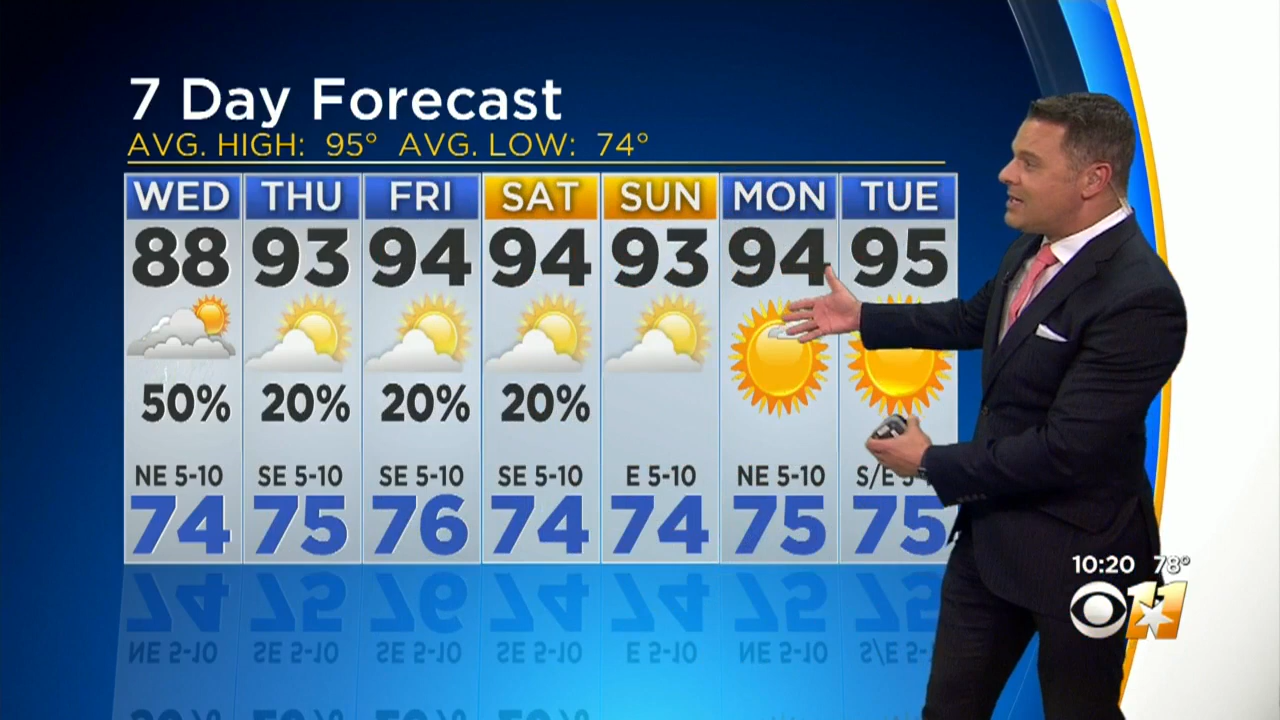 7 Day Forecast
AVG. HIGH: 95° AVG. LOW: 74°
WED THU FRI SAT SUN MON TUE
88 93 94 94 93 94 95
50% 20% 20% 20%
NE 5-10 SE 5-10 SE 5-10 SE 5-10 E 5-10 NE 5-10 S/E
74 75 76 74 74 75 75
10:20 78°
11